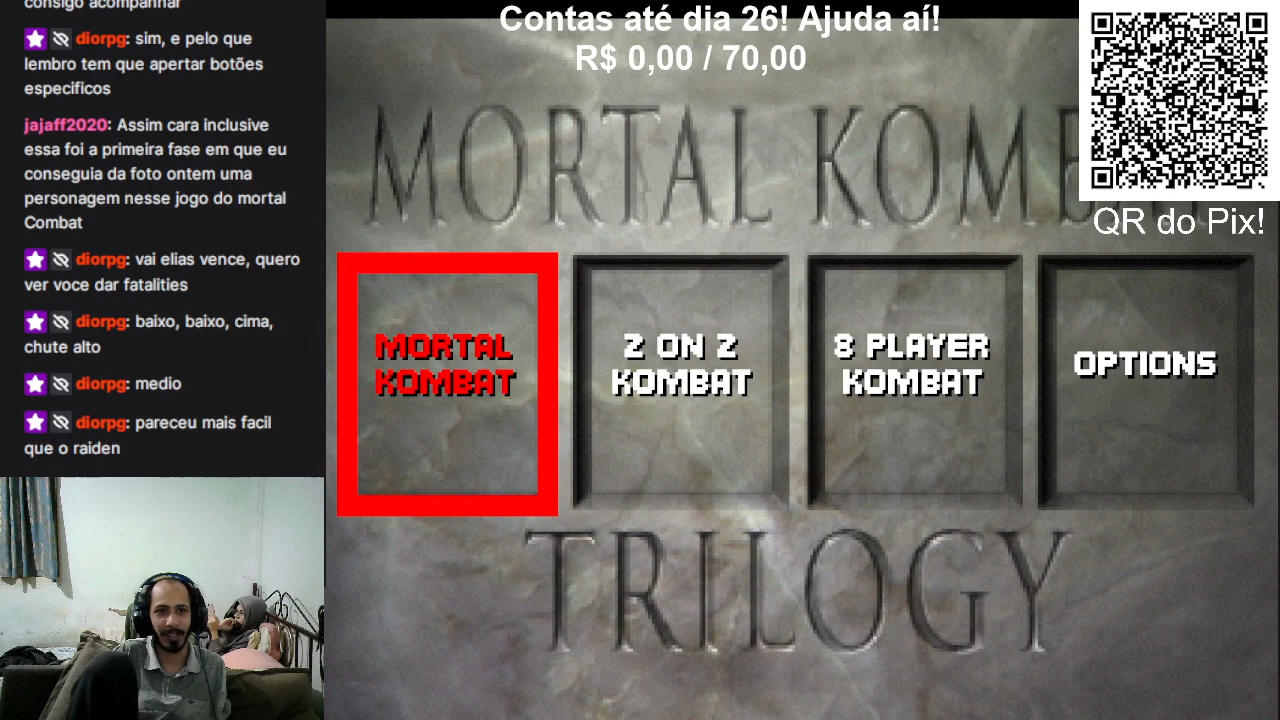 consigo acompanhar
diorpg: sim, e pelo que
lembro tem que apertar botões
especificos
jajaff2020: Assim cara inclusive
essa foi a primeira fase em que eu
conseguia da foto ontem uma
personagem nesse jogo do mortal
Combat
diorpg: vai elias vence, quero
ver voce dar fatalities
diorpg: baixo, baixo, cima,
chute alto
diorpg: medio
diorpg: pareceu mais facil
que o raiden
Contas até dia 26! Ajuda aí!
R$ 0,00 / 70,00
QR do Pix!
MORTAL KOMBAT
MORTAL
KOMBAT
2 ON 2
KOMBAT
8 PLAYER
KOMBAT
OPTIONS
TRILOGY